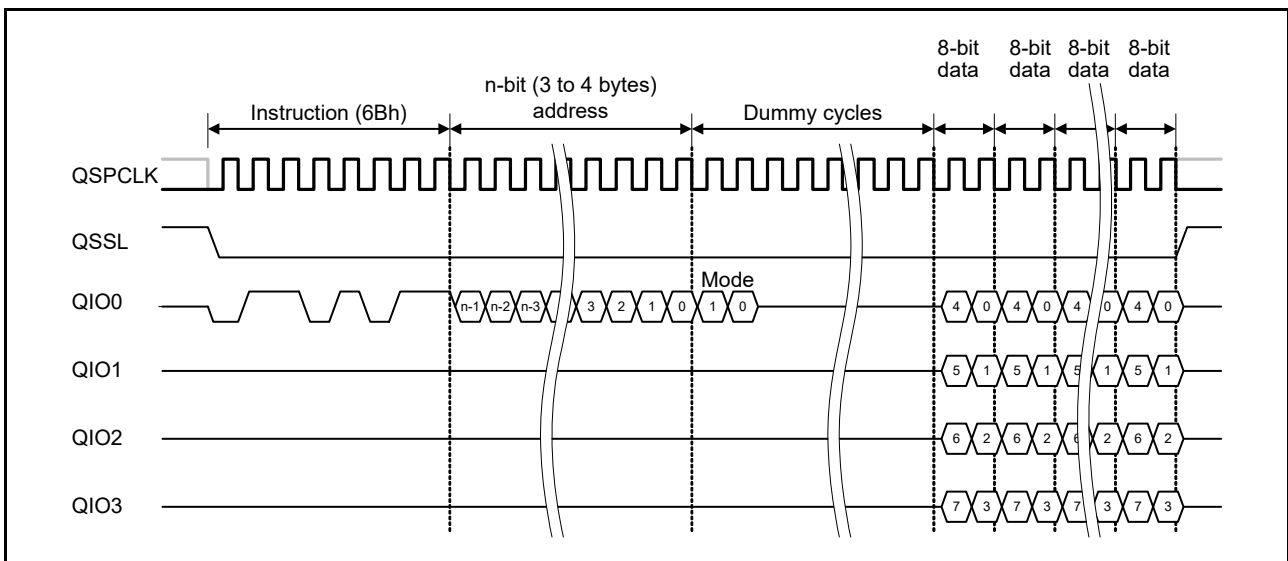 8-bit 8-bit 8-bit 8-bit
data data data data
n-bit (3 to 4 bytes)
Instruction (6Bh) address Dummy cycles
QSPCLK
QSSL
Mode
QIO0 n-1 n-2 n-3 3 2 1 0 1 0 4 0 4 0 4 0 4 0
QIO1 5 1 5 1 5 1 5 1
QIO2 6 2 6 2 6 2 6 2
QIO3 7 3 7 3 7 3 7 3